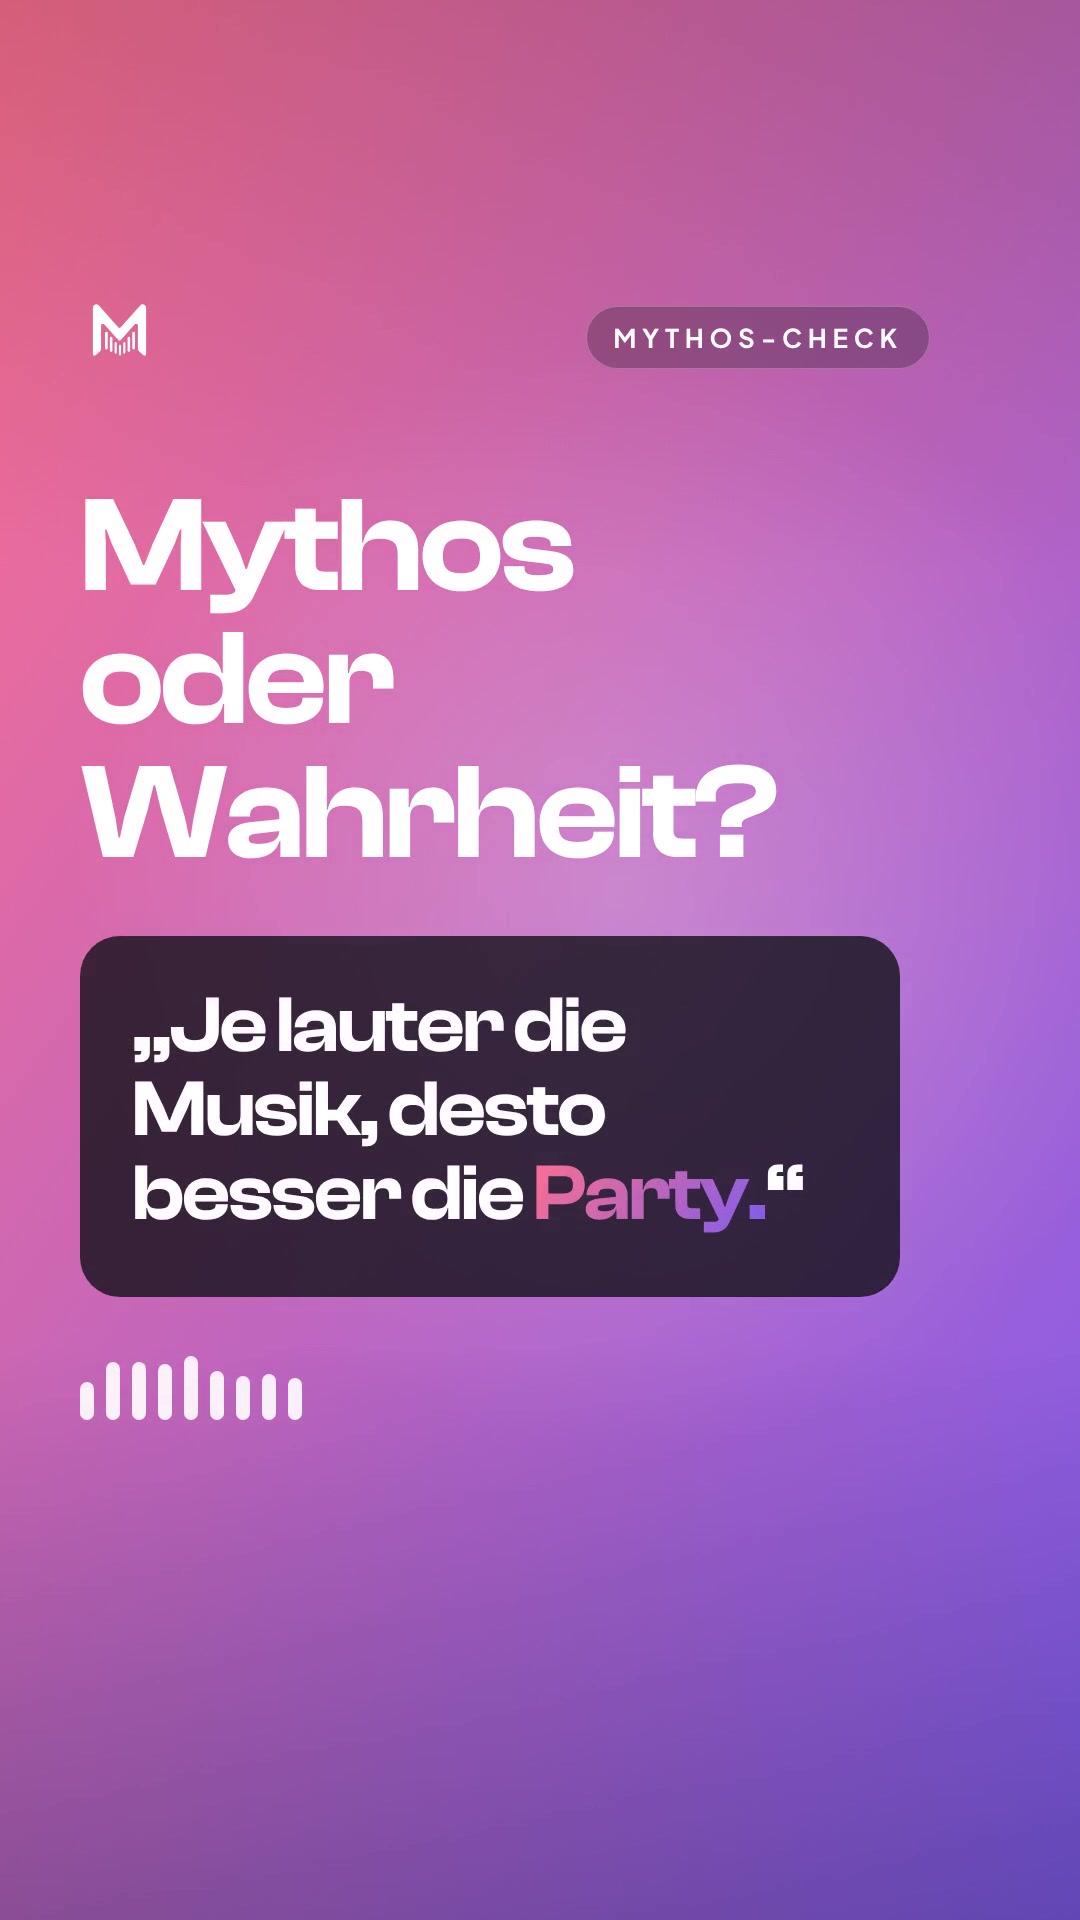 MYTHOS-CHECK
Mythos
oder
Wahrheit?
„Je lauter die
Musik, desto
besser die Party.“